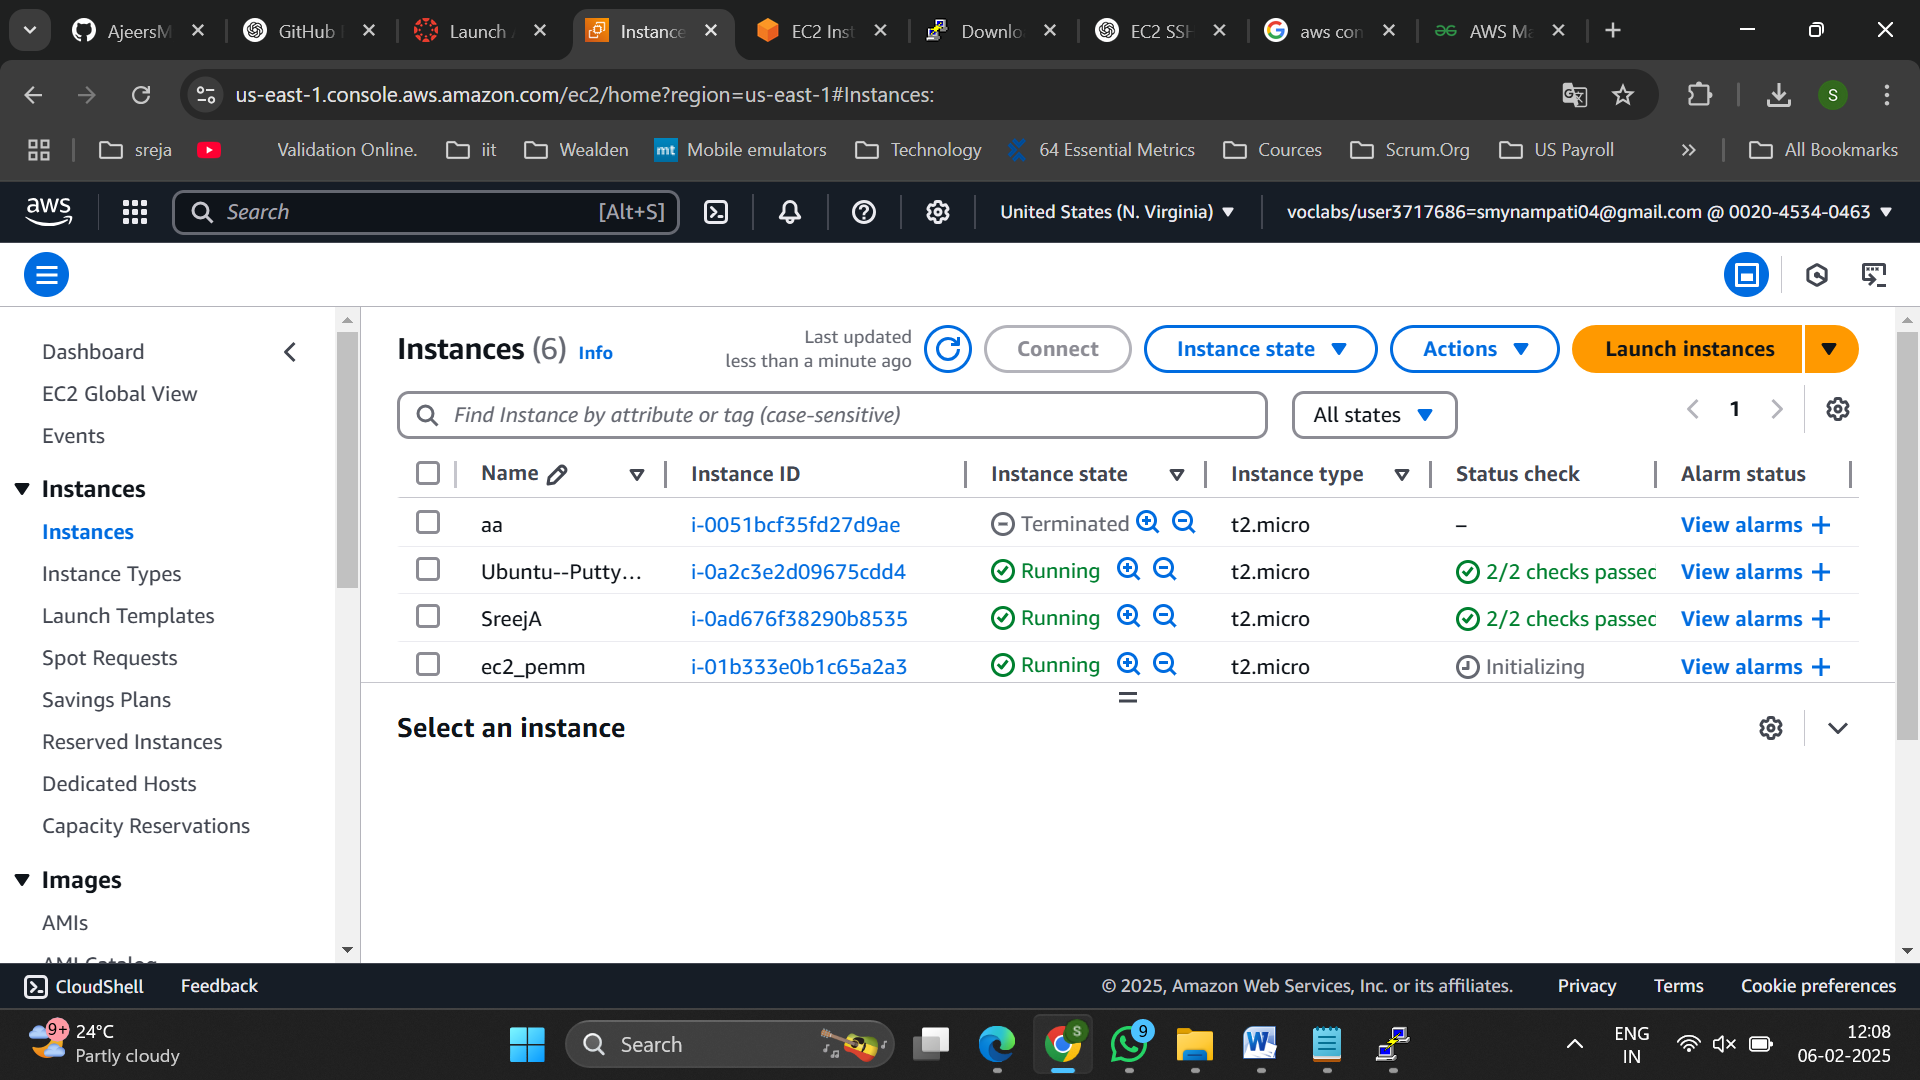 AjeersM
GitHub
Launch
Instance
EC2 Inst
Downlo
EC2 SSH
aws con
AWS Ma
us-east-1.console.aws.amazon.com/ec2/home?region=us-east-1#Instances:
sreja
Validation Online.
iit
Wealden
mt
Mobile emulators
Technology
64 Essential Metrics
Cources
Scrum.Org
US Payroll
»
All Bookmarks
S
aws
Search
[Alt+S]
United States (N. Virginia)
voclabs/user3717686=smynampati04@gmail.com @ 0020-4534-0463
Dashboard
EC2 Global View
Events
Instances
Instances
Instance Types
Launch Templates
Spot Requests
Savings Plans
Reserved Instances
Dedicated Hosts
Capacity Reservations
Images
AMIs
AMI Catalog
Instances (6) Info
Last updated
less than a minute ago
Connect
Instance state
Actions
Launch instances
Find Instance by attribute or tag (case-sensitive)
All states
1
Name Instance ID Instance state Instance type Status check Alarm status
aa i-0051bcf35fd27d9ae Terminated t2.micro – View alarms +
Ubuntu--Putty... i-0a2c3e2d09675cdd4 Running t2.micro 2/2 checks passed View alarms +
SreejA i-0ad676f38290b8535 Running t2.micro 2/2 checks passed View alarms +
ec2_pemm i-01b333e0b1c65a2a3 Running t2.micro Initializing View alarms +
Select an instance
CloudShell
Feedback
© 2025, Amazon Web Services, Inc. or its affiliates.
Privacy
Terms
Cookie preferences
9+
24°C
Partly cloudy
Search
S
9
ENG
IN
12:08
06-02-2025